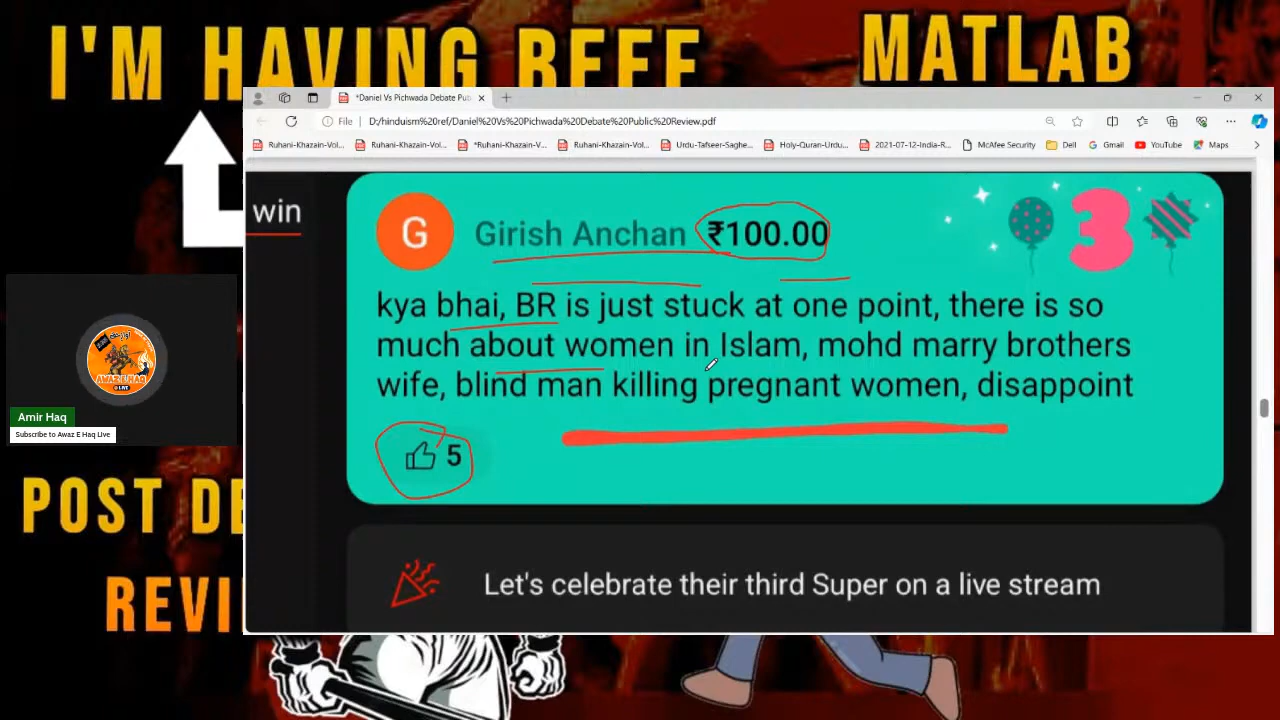 I'M HAVING BEEF
MATLAB
*Daniel Vs Pichwada Debate Pub
File D:/hinduism%20ref/Daniel%20Vs%20Pichwada%20Debate%20Public%20Review.pdf
Ruhani-Khazain-Vol...
Ruhani-Khazain-Vol...
*Ruhani-Khazain-V...
Ruhani-Khazain-Vol...
Urdu-Tafseer-Saghe...
Holy-Quran-Urdu...
2021-07-12-India-R...
McAfee Security
Dell
Gmail
YouTube
Maps
win
G
Girish Anchan ₹100.00
3
kya bhai, BR is just stuck at one point, there is so
much about women in Islam, mohd marry brothers
wife, blind man killing pregnant women, disappoint
5
Let's celebrate their third Super on a live stream
AWAZ E HAQ
LIVE
Amir Haq
Subscribe to Awaz E Haq Live
POST DE
REVI